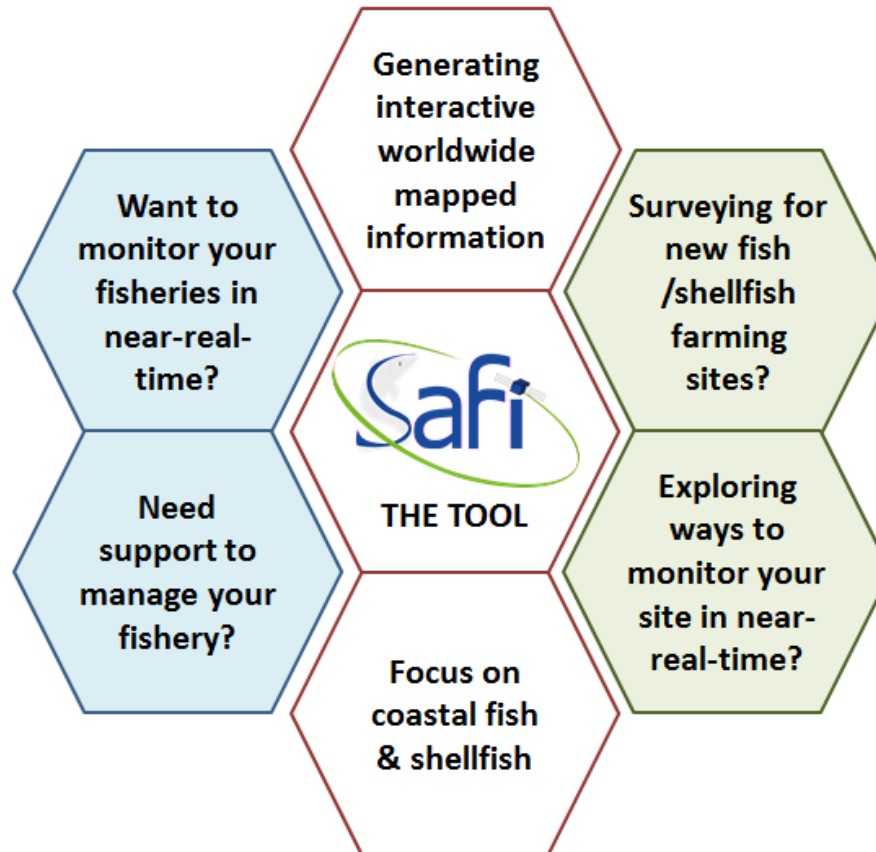 Generating
interactive
worldwide
mapped
information
Want to
monitor your
fisheries in
near-real-
time?
Surveying for
new fish
/shellfish
farming
sites?
Safi
THE TOOL
Need
support to
manage your
fishery?
Exploring
ways to
monitor your
site in near-
real-time?
Focus on
coastal fish
& shellfish